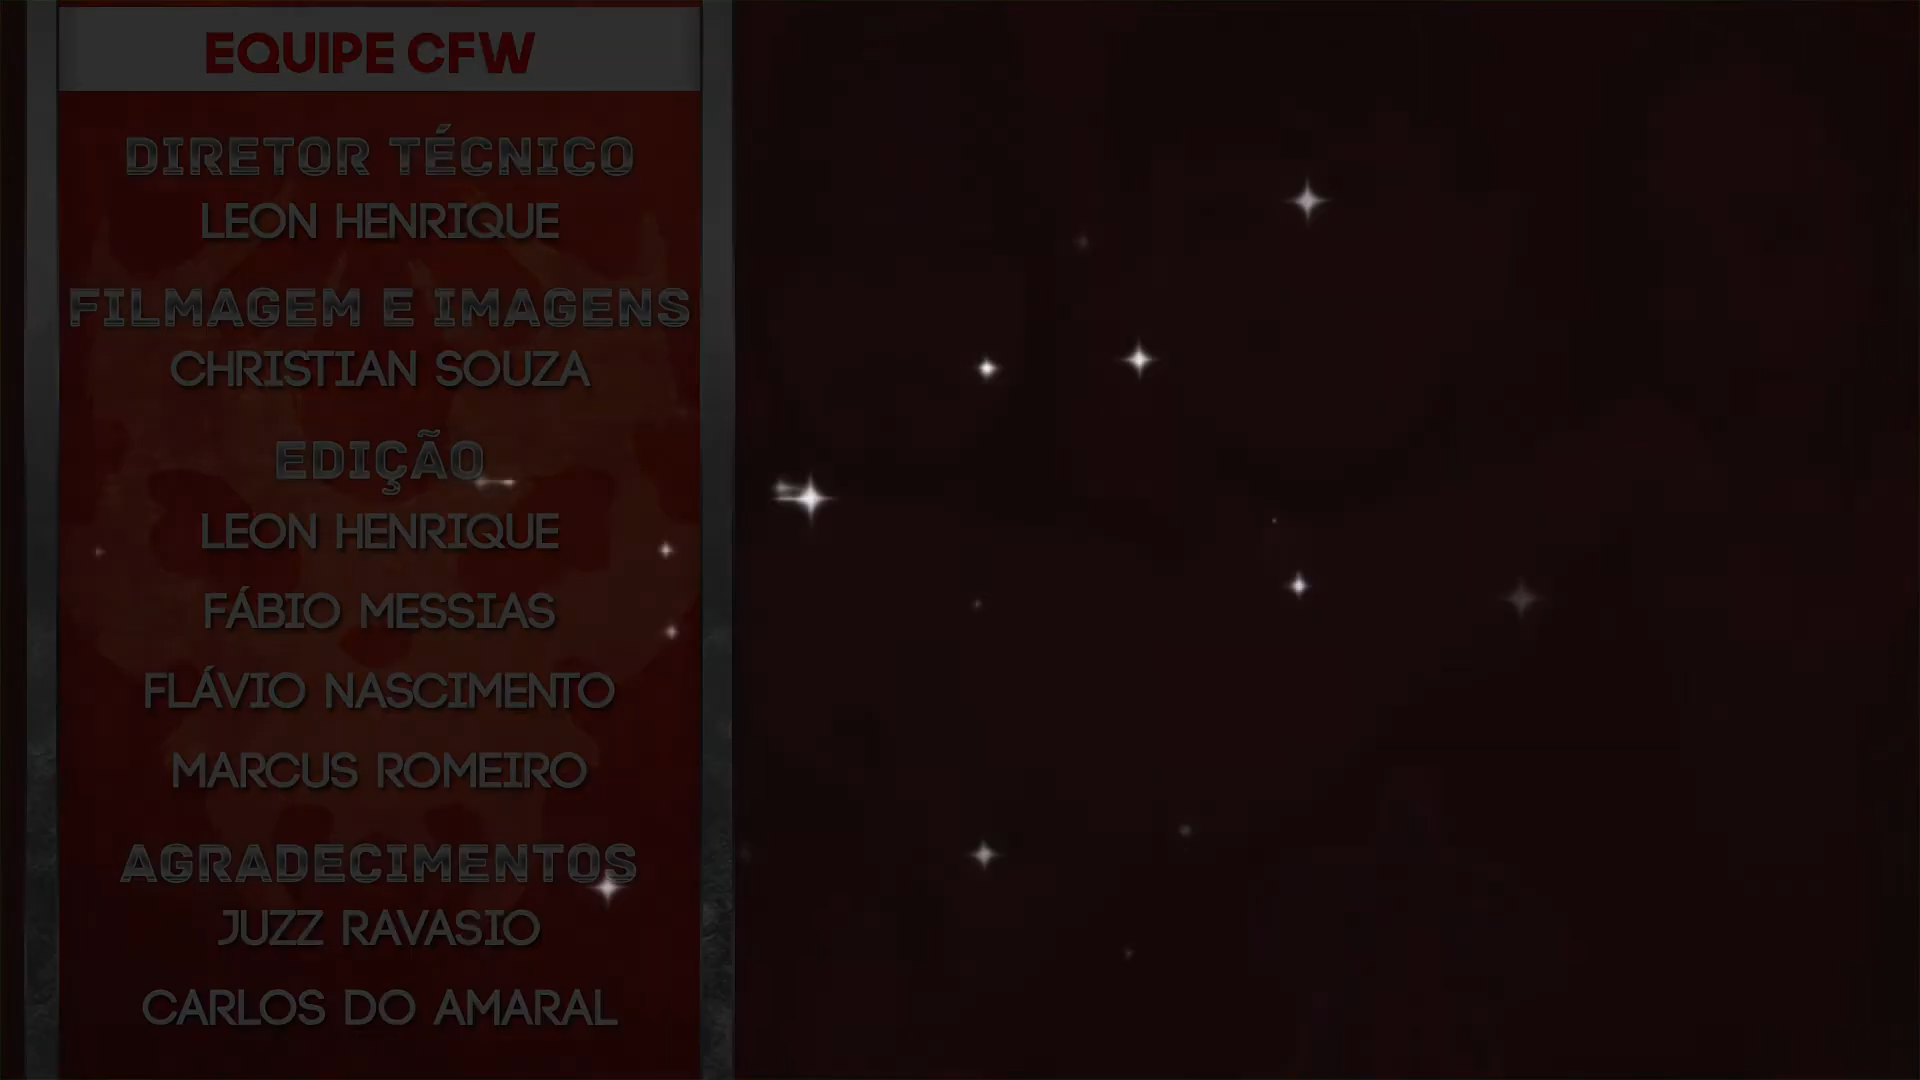 EQUIPE CFW
DIRETOR TÉCNICO
LEON HENRIQUE
FILMAGEM E IMAGENS
CHRISTIAN SOUZA
EDIÇÃO
LEON HENRIQUE
FÁBIO MESSIAS
FLÁVIO NASCIMENTO
MARCUS ROMEIRO
AGRADECIMENTOS
JUZZ RAVASIO
CARLOS DO AMARAL